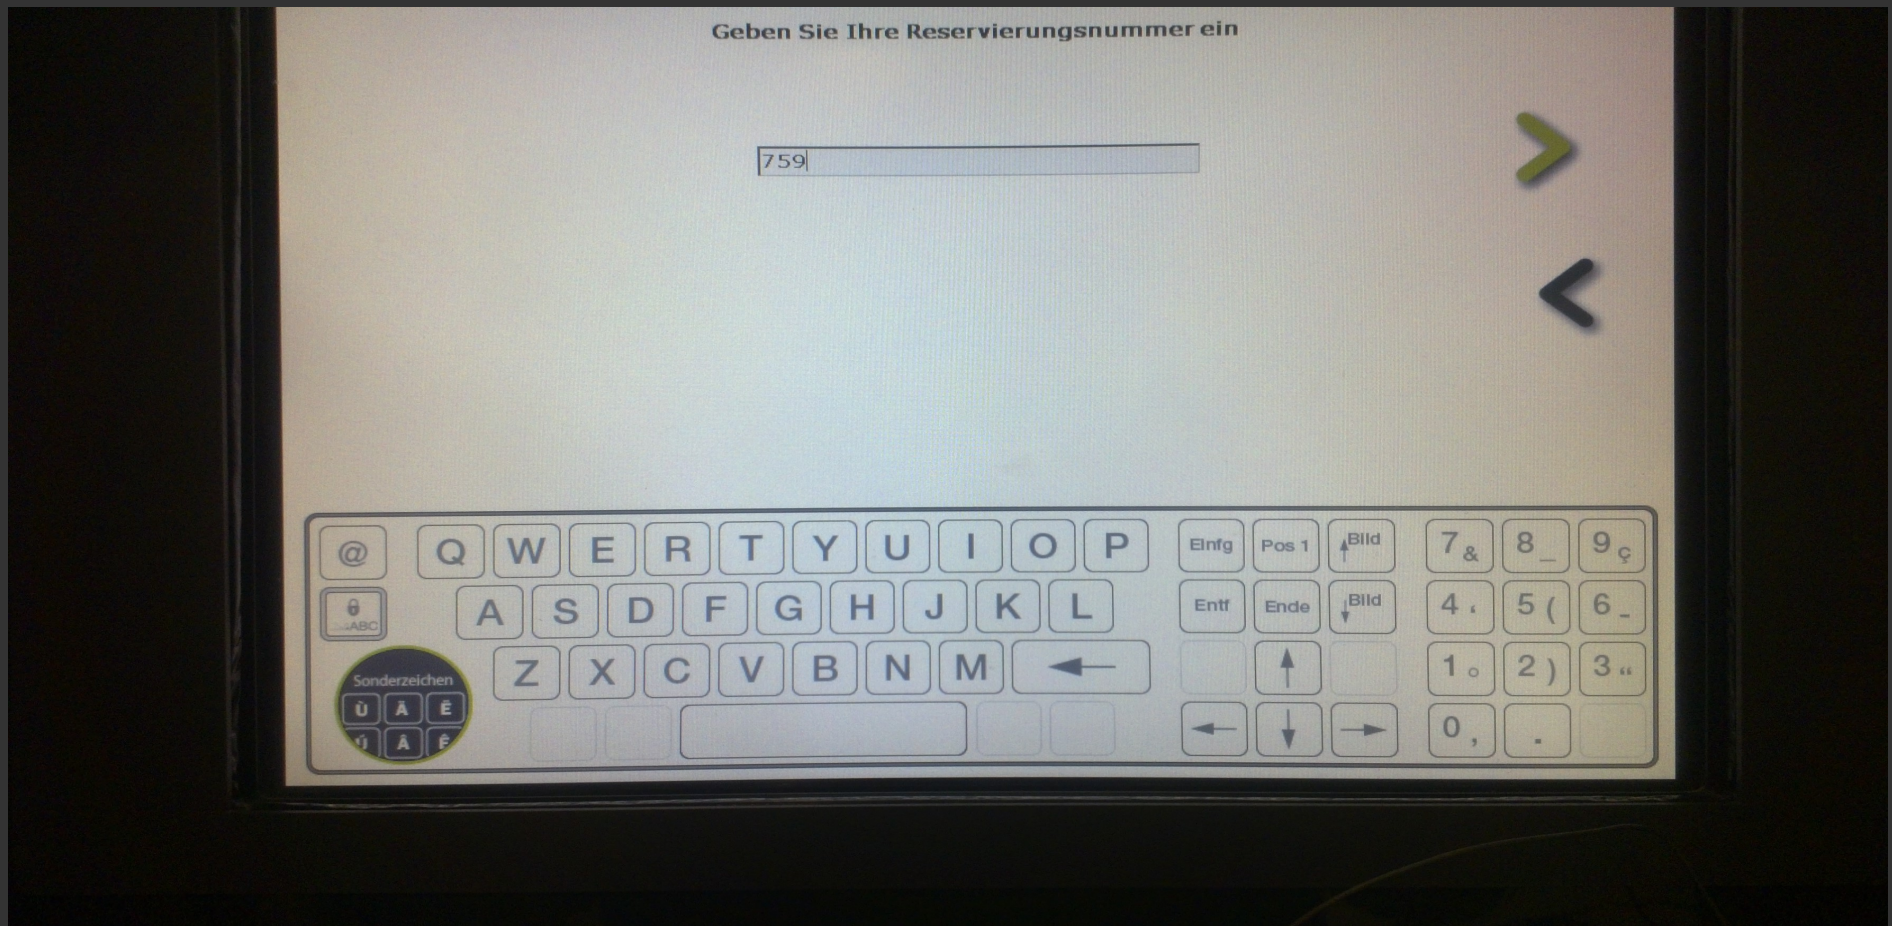 Geben Sie Ihre Reservierungsnummer ein
759
@ Q W E R T Y U I O P Einfg Pos 1 Bild 7 & 8 _ 9 ç
ABC A S D F G H J K L Entf Ende Bild 4 ‘ 5 ( 6 -
Sonderzeichen Z X C V B N M 1 ° 2 ) 3 “
Ù Ä Ë
Ú Â Ê 0 , .